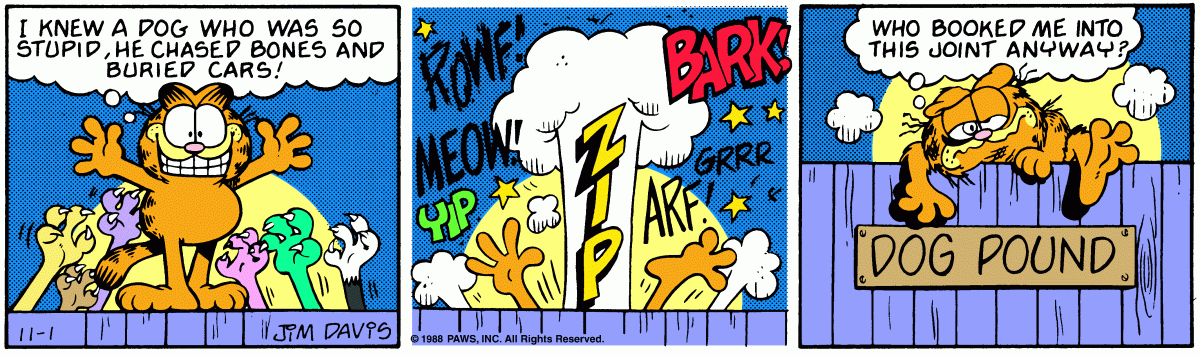 I KNEW A DOG WHO WAS SO
STUPID, HE CHASED BONES AND
BURIED CARS!
11-1
JIM DAVIS
ROWF!
BARK!
MEOW!
ZIP
GRRR
YIP
ARF!
© 1988 PAWS, INC. All Rights Reserved.
WHO BOOKED ME INTO
THIS JOINT ANYWAY?
DOG POUND